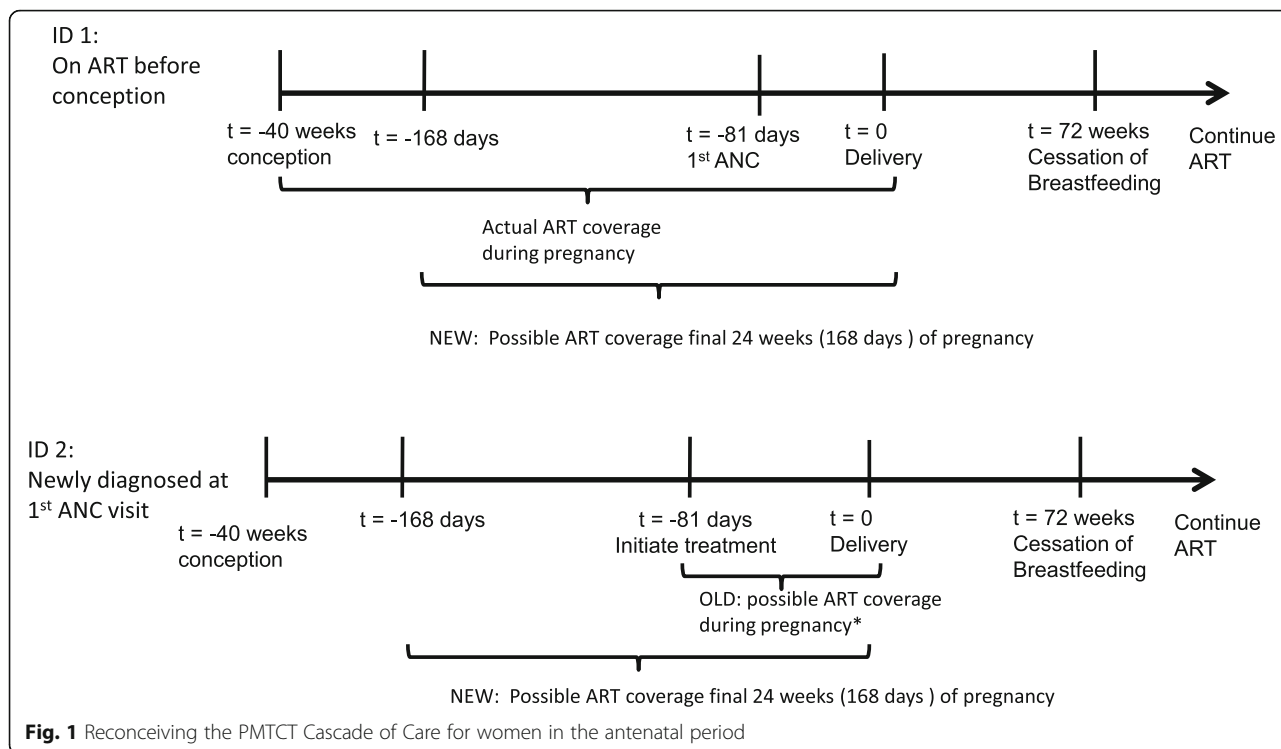 ID 1:
On ART before
conception
t = -40 weeks
conception
t = -168 days
t = -81 days
1st ANC
t = 0
Delivery
t = 72 weeks
Cessation of
Breastfeeding
Continue
ART
Actual ART coverage
during pregnancy
NEW: Possible ART coverage final 24 weeks (168 days ) of pregnancy
ID 2:
Newly diagnosed at
1st ANC visit
t = -40 weeks
conception
t = -168 days
t = -81 days
Initiate treatment
t = 0
Delivery
t = 72 weeks
Cessation of
Breastfeeding
Continue
ART
OLD: possible ART coverage
during pregnancy*
NEW: Possible ART coverage final 24 weeks (168 days ) of pregnancy
Fig. 1 Reconceiving the PMTCT Cascade of Care for women in the antenatal period